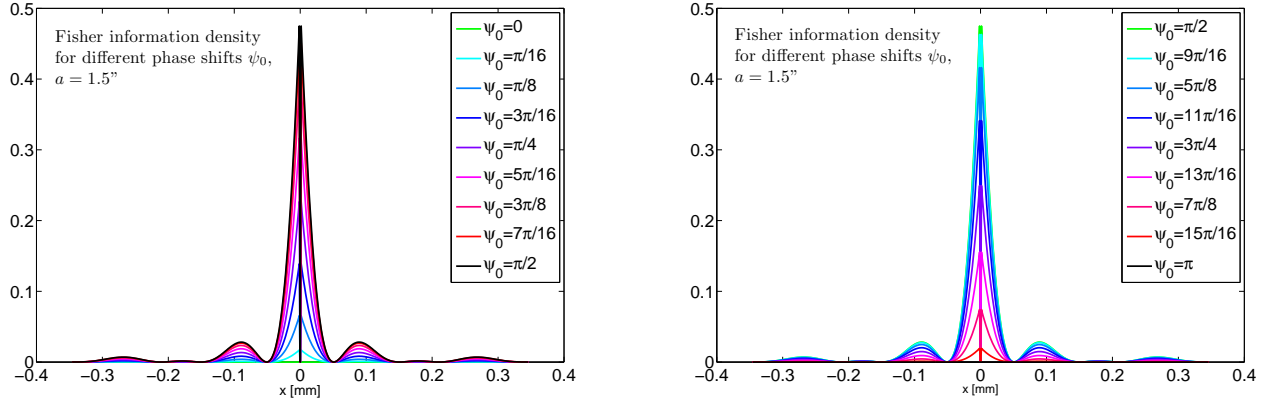 Fisher information density
for different phase shifts ψ₀,
a = 1.5”
0.5
0.4
0.3
0.2
0.1
0
−0.4 −0.3 −0.2 −0.1 0 0.1 0.2 0.3 0.4
x [mm]
ψ₀=0
ψ₀=π/16
ψ₀=π/8
ψ₀=3π/16
ψ₀=π/4
ψ₀=5π/16
ψ₀=3π/8
ψ₀=7π/16
ψ₀=π/2
Fisher information density
for different phase shifts ψ₀,
a = 1.5”
0.5
0.4
0.3
0.2
0.1
0
−0.4 −0.3 −0.2 −0.1 0 0.1 0.2 0.3 0.4
x [mm]
ψ₀=π/2
ψ₀=9π/16
ψ₀=5π/8
ψ₀=11π/16
ψ₀=3π/4
ψ₀=13π/16
ψ₀=7π/8
ψ₀=15π/16
ψ₀=π